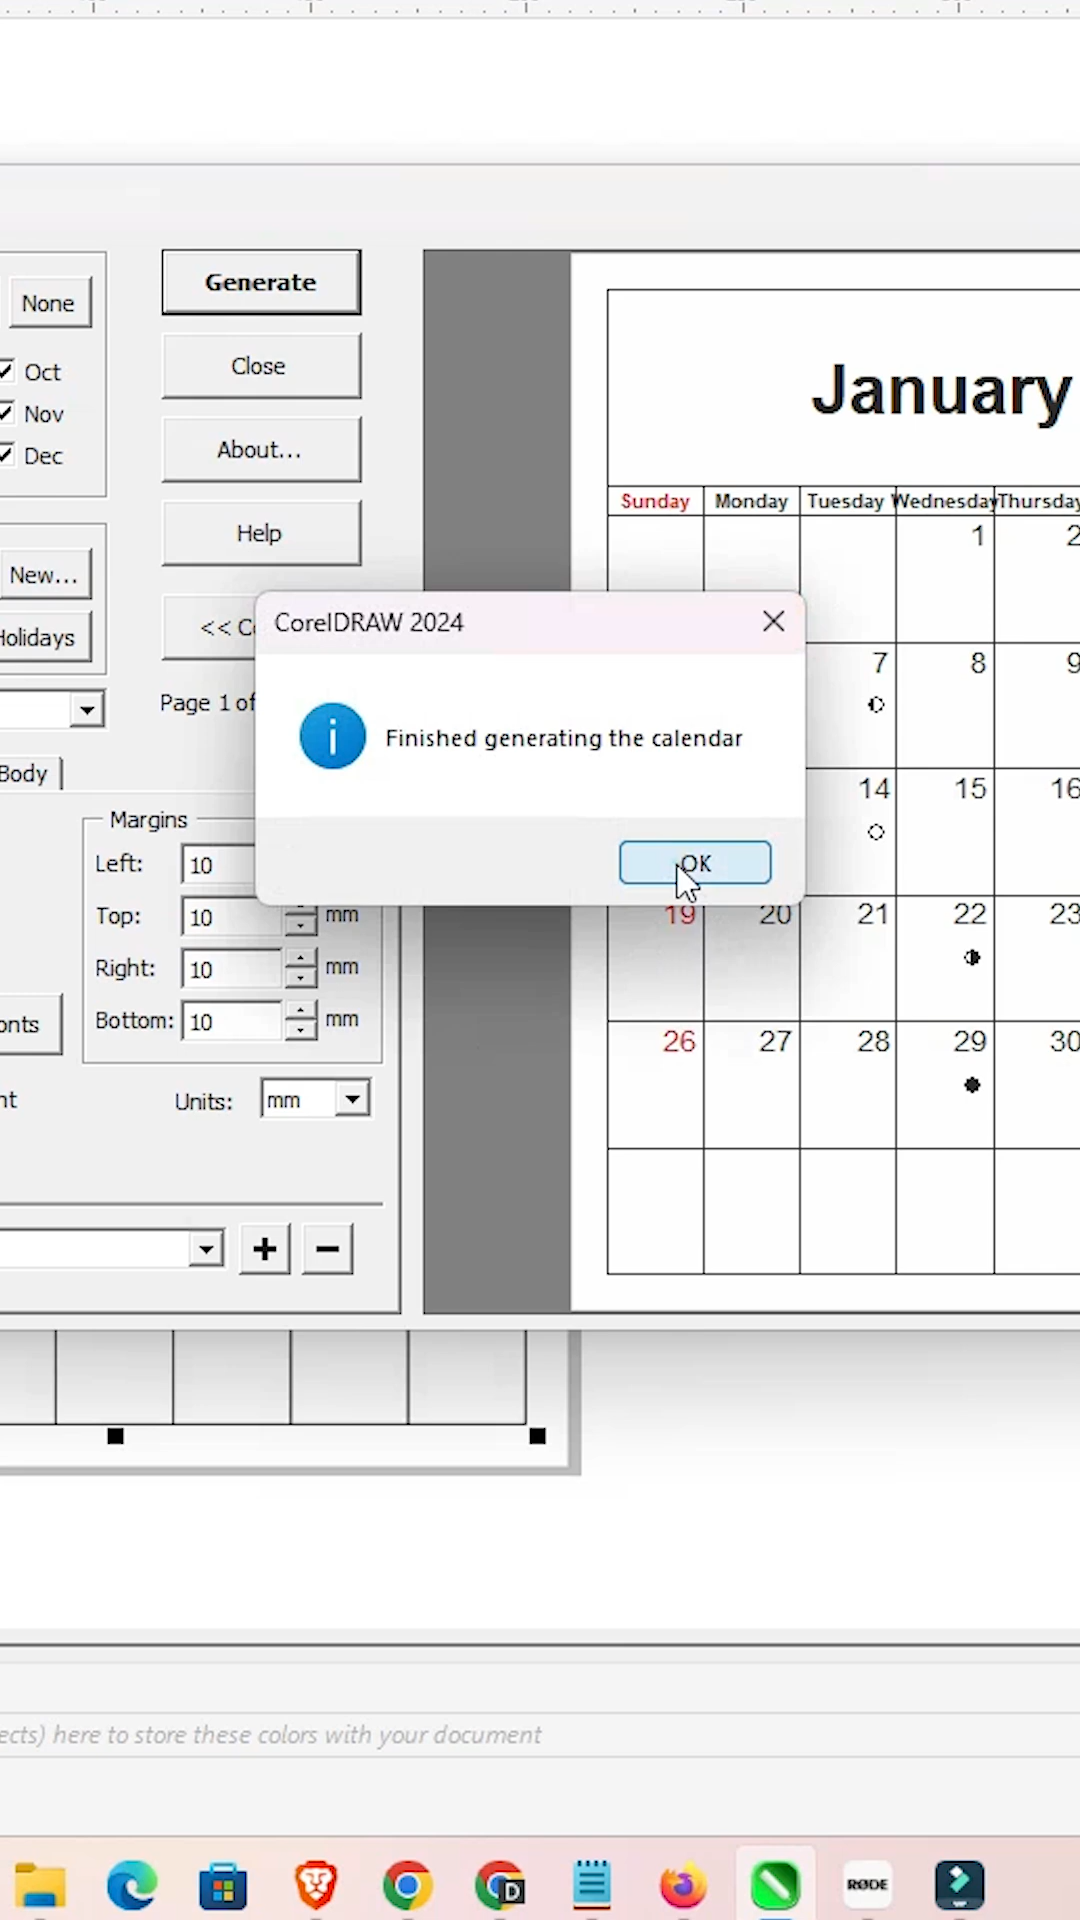 None
Oct
Nov
Dec
New...
Holidays
Body
Generate
Close
About...
Help
<< C
Page 1 of
Margins
Left: 10
Top: 10 mm
Right: 10 mm
Bottom: 10 mm
onts
nt
Units: mm
+ −
CorelDRAW 2024
Finished generating the calendar
OK
January
Sunday Monday Tuesday Wednesday Thursday
1 2
7 8 9
14 15 16
19 20 21 22 23
26 27 28 29 30
ects) here to store these colors with your document
D
RØDE